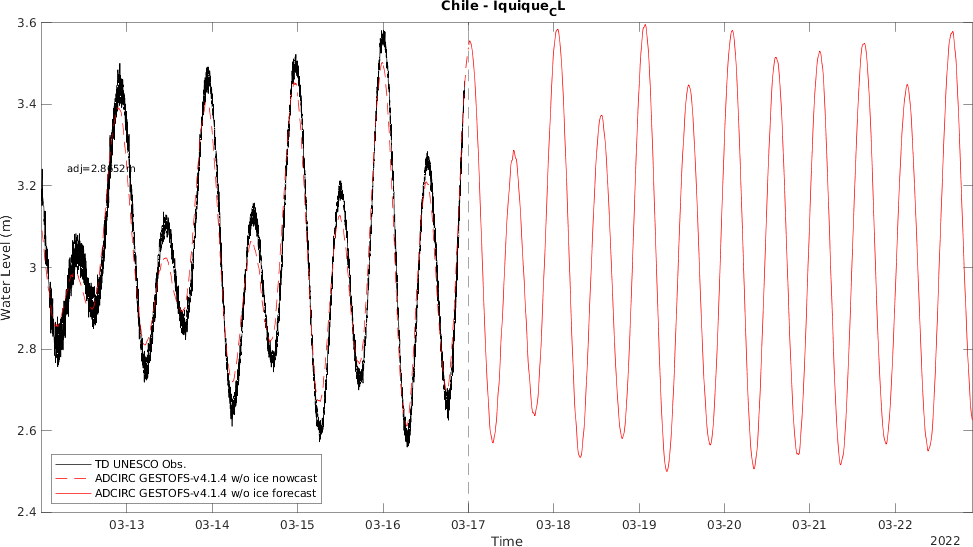 Chile - Iquique_CL
3.6
3.4
adj=2.8652m
3.2
Water Level (m)
3
2.8
2.6
TD UNESCO Obs.
ADCIRC GESTOFS-v4.1.4 w/o ice nowcast
ADCIRC GESTOFS-v4.1.4 w/o ice forecast
2.4
03-13 03-14 03-15 03-16 03-17 03-18 03-19 03-20 03-21 03-22
Time
2022